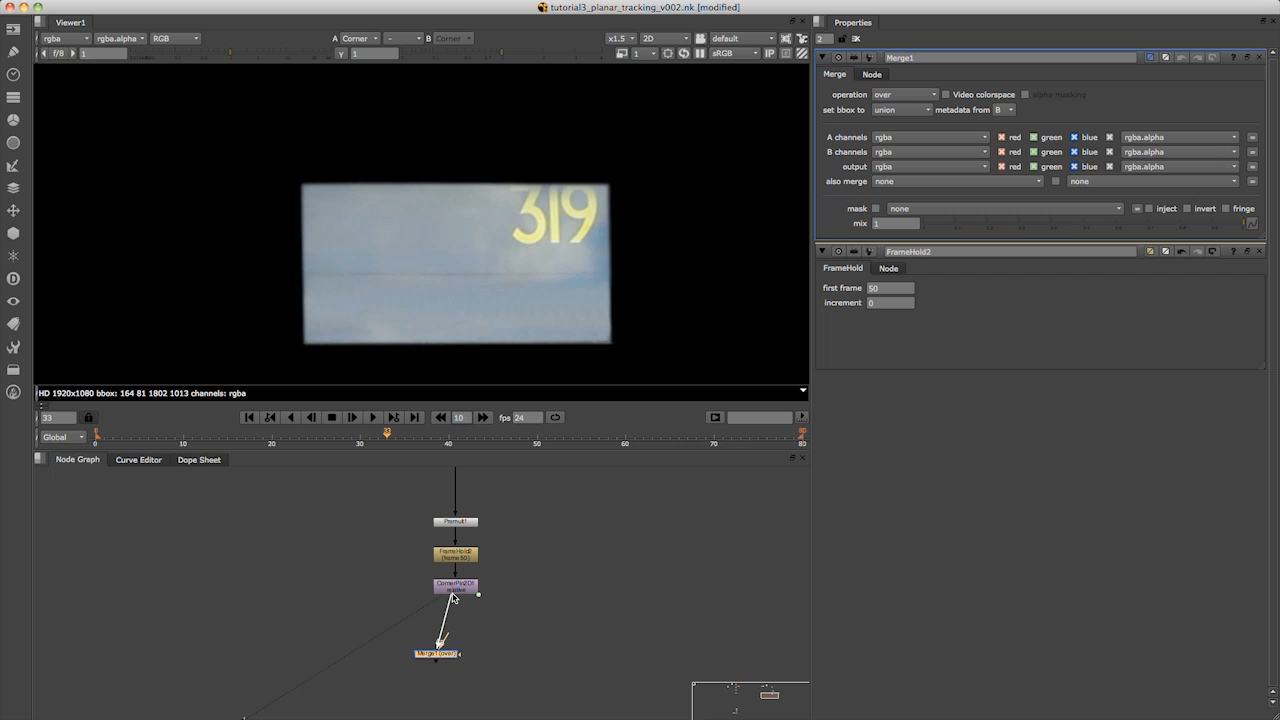 tutorial3_planar_tracking_v002.nk [modified]
Viewer1
Properties
rgba rgba.alpha RGB A Corner - B Corner x1.5 2D default
f/8 1 Y 1 1 sRGB IP
2
Merge1
Merge Node
operation over Video colorspace alpha masking
set bbox to union metadata from B
A channels rgba red green blue rgba.alpha
B channels rgba red green blue rgba.alpha
output rgba red green blue rgba.alpha
also merge none none
mask none inject invert fringe
mix 1
FrameHold2
FrameHold Node
first frame 50
increment 0
319
HD 1920x1080 bbox: 164 81 1802 1013 channels: rgba
33 10 fps 24
Global 0 10 20 30 33 40 50 60 70 80
Node Graph Curve Editor Dope Sheet
Premult1
FrameHold2
(frame 50)
CornerPin2D1
relative
Merge1 (over)